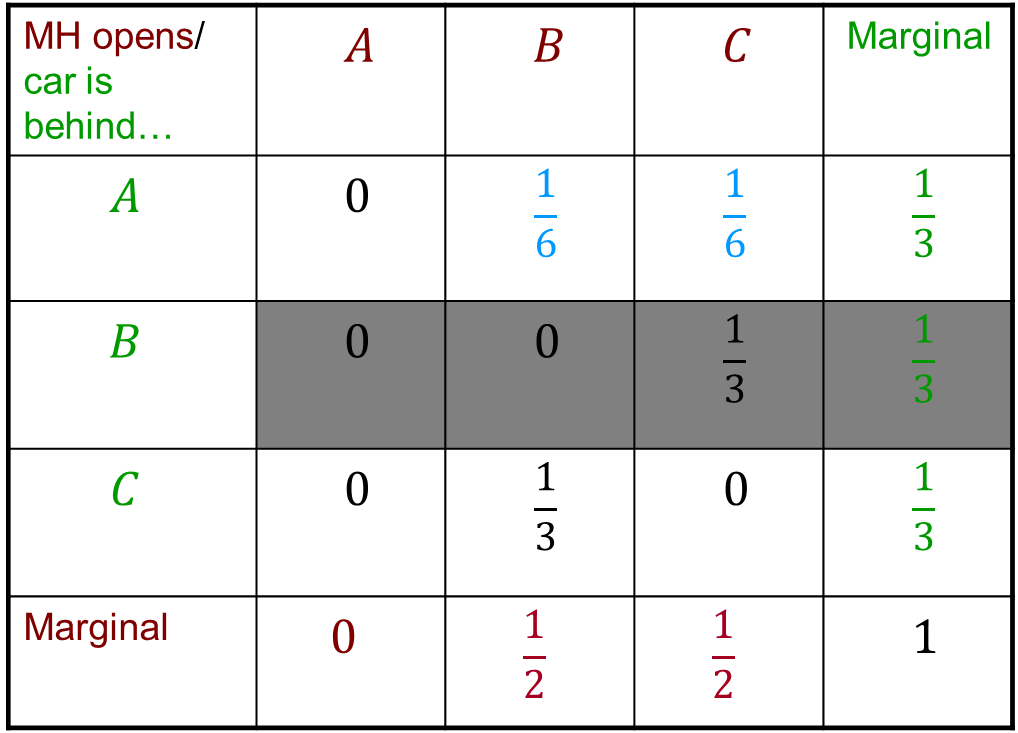 MH opens/
car is
behind…
A B C Marginal
A 0 1/6 1/6 1/3
B 0 0 1/3 1/3
C 0 1/3 0 1/3
Marginal 0 1/2 1/2 1